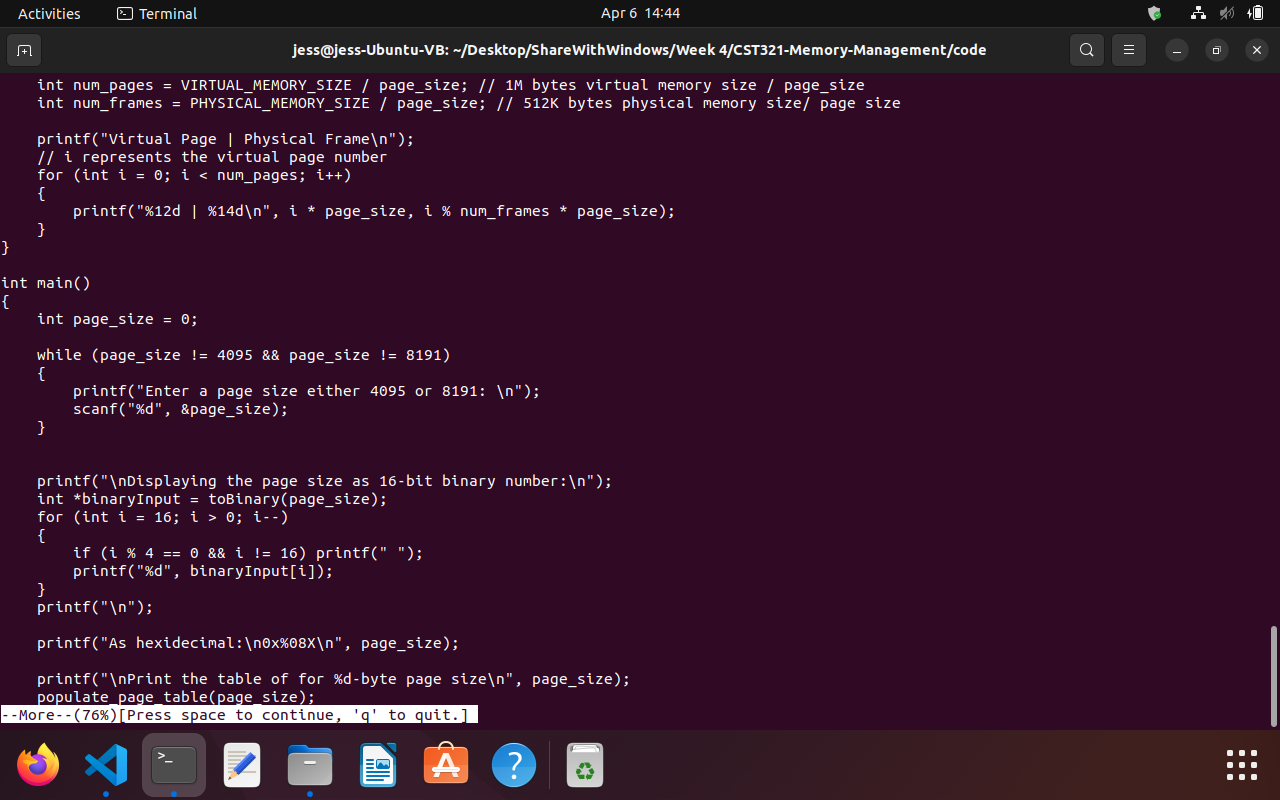 Activities Terminal Apr 6 14:44
jess@jess-Ubuntu-VB: ~/Desktop/ShareWithWindows/Week 4/CST321-Memory-Management/code
    int num_pages = VIRTUAL_MEMORY_SIZE / page_size; // 1M bytes virtual memory size / page_size
    int num_frames = PHYSICAL_MEMORY_SIZE / page_size; // 512K bytes physical memory size/ page size

    printf("Virtual Page | Physical Frame\n");
    // i represents the virtual page number
    for (int i = 0; i < num_pages; i++)
    {
        printf("%12d | %14d\n", i * page_size, i % num_frames * page_size);
    }
}

int main()
{
    int page_size = 0;

    while (page_size != 4095 && page_size != 8191)
    {
        printf("Enter a page size either 4095 or 8191: \n");
        scanf("%d", &page_size);
    }


    printf("\nDisplaying the page size as 16-bit binary number:\n");
    int *binaryInput = toBinary(page_size);
    for (int i = 16; i > 0; i--)
    {
        if (i % 4 == 0 && i != 16) printf(" ");
        printf("%d", binaryInput[i]);
    }
    printf("\n");

    printf("As hexidecimal:\n0x%08X\n", page_size);

    printf("\nPrint the table of for %d-byte page size\n", page_size);
    populate_page_table(page_size);
--More--(76%)[Press space to continue, 'q' to quit.]